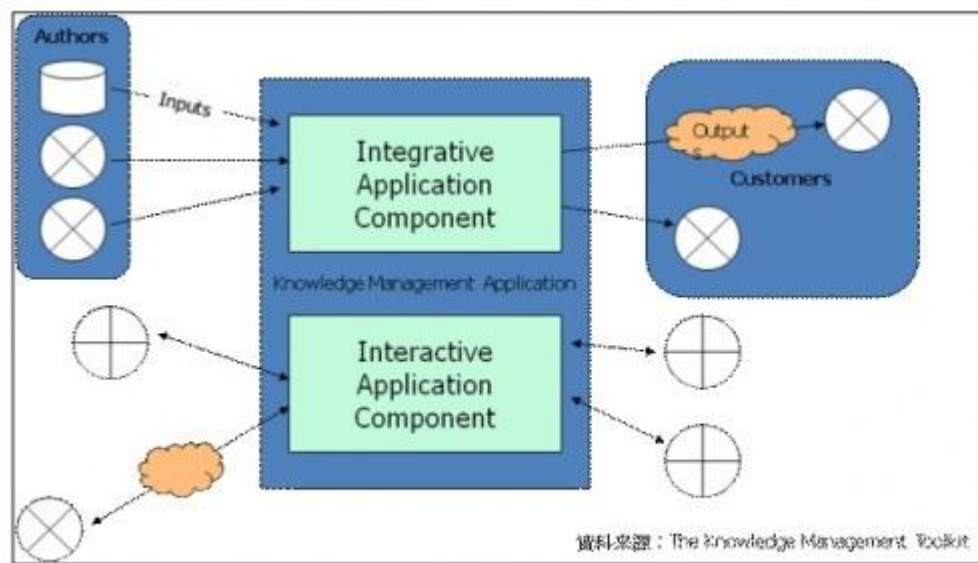 Authors
Inputs
Integrative
Application
Component
Output
s
Customers
Knowledge Management Application
Interactive
Application
Component
資料來源：The Knowledge Management Toolkit